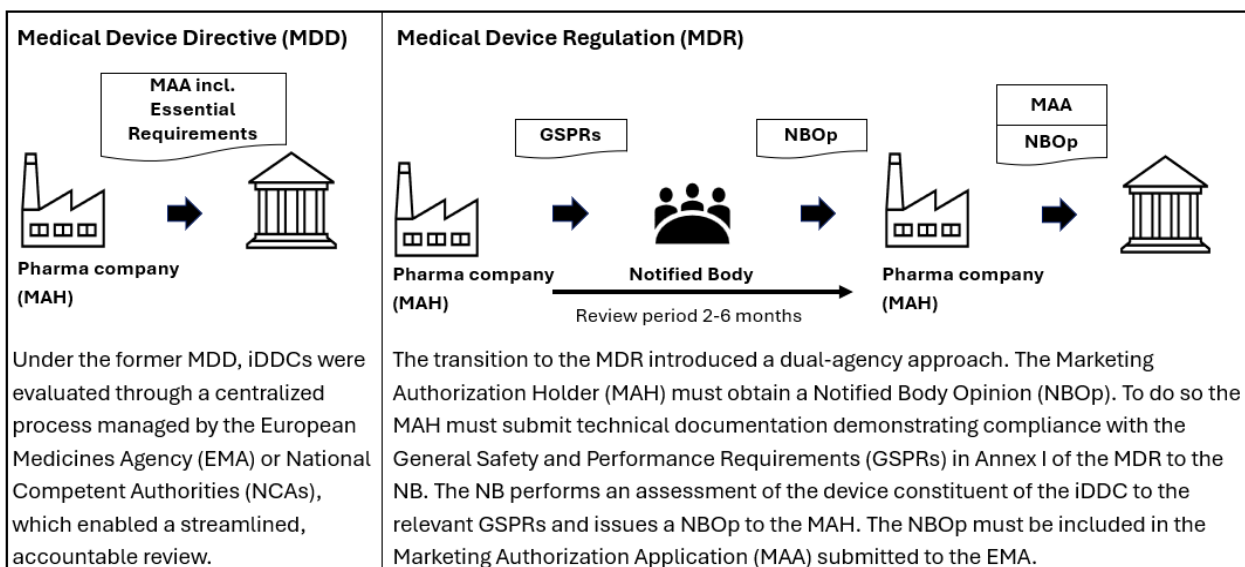 Medical Device Directive (MDD)
MAA incl.
Essential
Requirements
Pharma company
(MAH)
Under the former MDD, iDDCs were
evaluated through a centralized
process managed by the European
Medicines Agency (EMA) or National
Competent Authorities (NCAs),
which enabled a streamlined,
accountable review.
Medical Device Regulation (MDR)
GSPRs
NBOp
MAA
NBOp
Pharma company
(MAH)
Notified Body
Review period 2-6 months
Pharma company
(MAH)
The transition to the MDR introduced a dual-agency approach. The Marketing
Authorization Holder (MAH) must obtain a Notified Body Opinion (NBOp). To do so the
MAH must submit technical documentation demonstrating compliance with the
General Safety and Performance Requirements (GSPRs) in Annex I of the MDR to the
NB. The NB performs an assessment of the device constituent of the iDDC to the
relevant GSPRs and issues a NBOp to the MAH. The NBOp must be included in the
Marketing Authorization Application (MAA) submitted to the EMA.